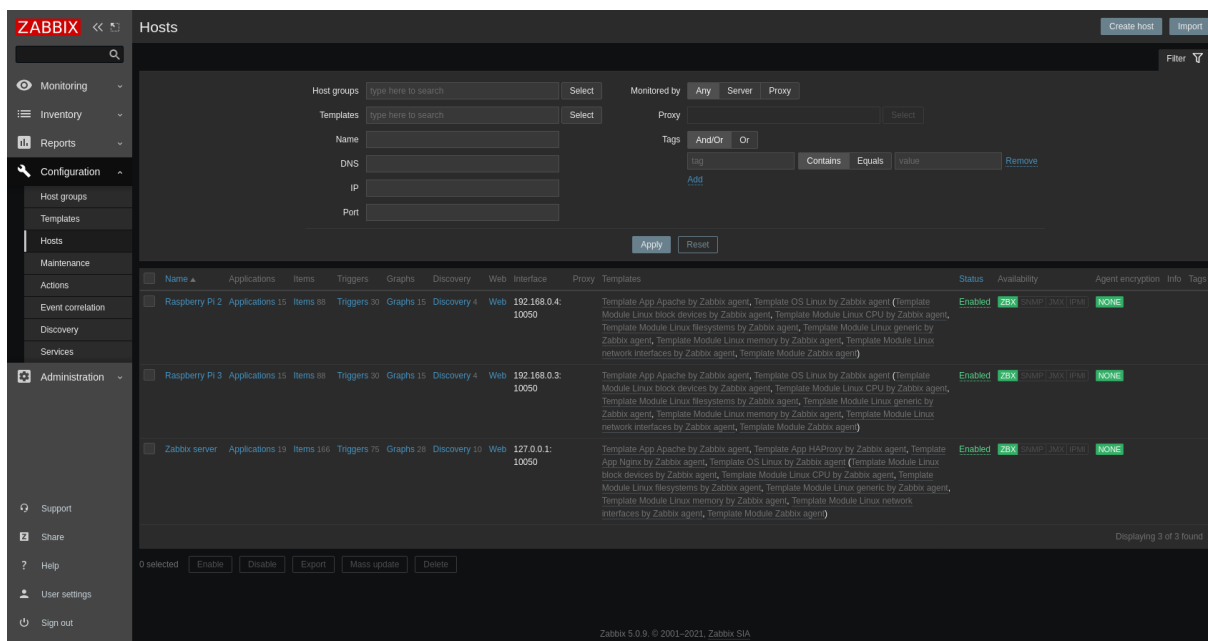 ZABBIX
Hosts
Create host Import
Filter
Monitoring
Inventory
Reports
Configuration
Host groups
Templates
Hosts
Maintenance
Actions
Event correlation
Discovery
Services
Administration
Support
Share
Help
User settings
Sign out
Host groups type here to search Select
Templates type here to search Select
Name
DNS
IP
Port
Monitored by Any Server Proxy
Proxy Select
Tags And/Or Or
tag Contains Equals value Remove
Add
Apply Reset
Name Applications Items Triggers Graphs Discovery Web Interface Proxy Templates Status Availability Agent encryption Info Tags
Raspberry Pi 2 Applications 15 Items 88 Triggers 30 Graphs 15 Discovery 4 Web 192.168.0.4: Template App Apache by Zabbix agent, Template OS Linux by Zabbix agent (Template Enabled ZBX SNMP JMX IPMI NONE
10050 Module Linux block devices by Zabbix agent, Template Module Linux CPU by Zabbix agent,
Template Module Linux filesystems by Zabbix agent, Template Module Linux generic by
Zabbix agent, Template Module Linux memory by Zabbix agent, Template Module Linux
network interfaces by Zabbix agent, Template Module Zabbix agent)
Raspberry Pi 3 Applications 15 Items 88 Triggers 30 Graphs 15 Discovery 4 Web 192.168.0.3: Template App Apache by Zabbix agent, Template OS Linux by Zabbix agent (Template Enabled ZBX SNMP JMX IPMI NONE
10050 Module Linux block devices by Zabbix agent, Template Module Linux CPU by Zabbix agent,
Template Module Linux filesystems by Zabbix agent, Template Module Linux generic by
Zabbix agent, Template Module Linux memory by Zabbix agent, Template Module Linux
network interfaces by Zabbix agent, Template Module Zabbix agent)
Zabbix server Applications 19 Items 166 Triggers 75 Graphs 28 Discovery 10 Web 127.0.0.1: Template App Apache by Zabbix agent, Template App HAProxy by Zabbix agent, Template Enabled ZBX SNMP JMX IPMI NONE
10050 App Nginx by Zabbix agent, Template OS Linux by Zabbix agent (Template Module Linux
block devices by Zabbix agent, Template Module Linux CPU by Zabbix agent, Template
Module Linux filesystems by Zabbix agent, Template Module Linux generic by Zabbix agent,
Template Module Linux memory by Zabbix agent, Template Module Linux network
interfaces by Zabbix agent, Template Module Zabbix agent)
Displaying 3 of 3 found
0 selected Enable Disable Export Mass update Delete
Zabbix 5.0.9. © 2001–2021, Zabbix SIA